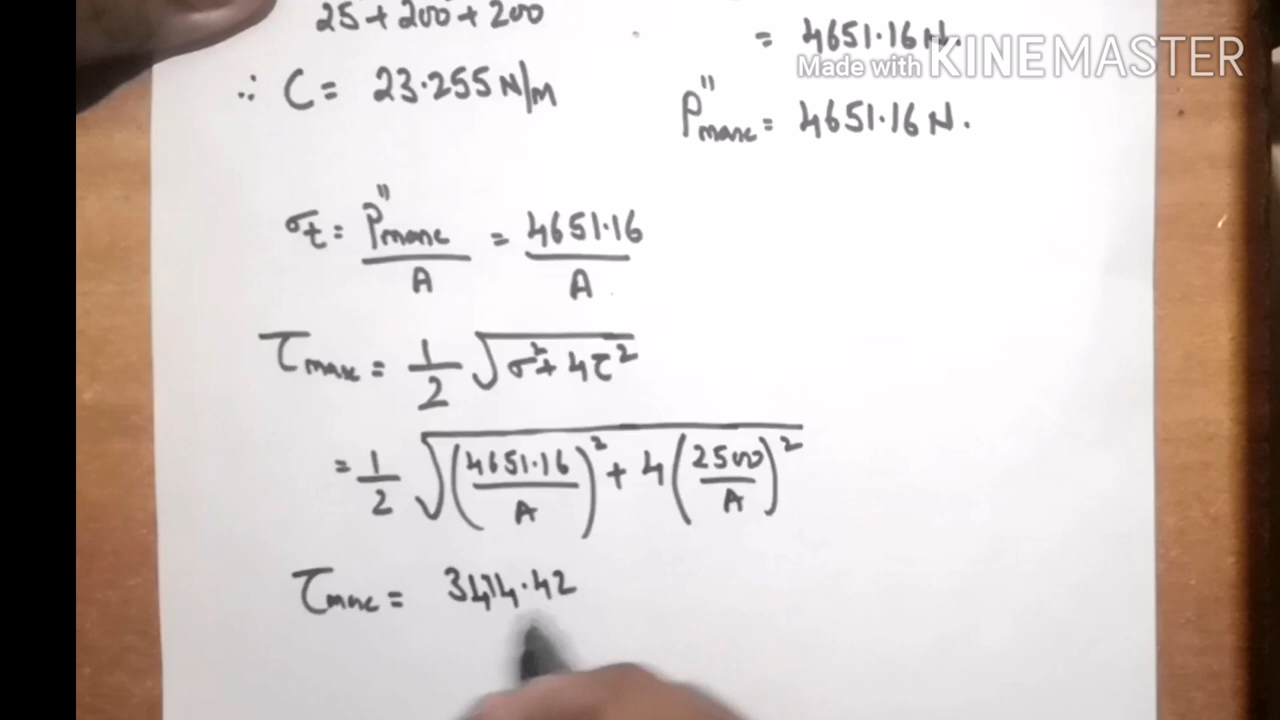 25 + 200 + 200
∴ C = 23.255 N/m
= 4651.16 N.
Made with KINEMASTER
P"max = 4651.16 N.
σt = P"max / A = 4651.16 / A
τmax = 1/2 √(σ² + 4τ²)
= 1/2 √((4651.16 / A)² + 4(2500 / A)²)
τmax = 3414.42